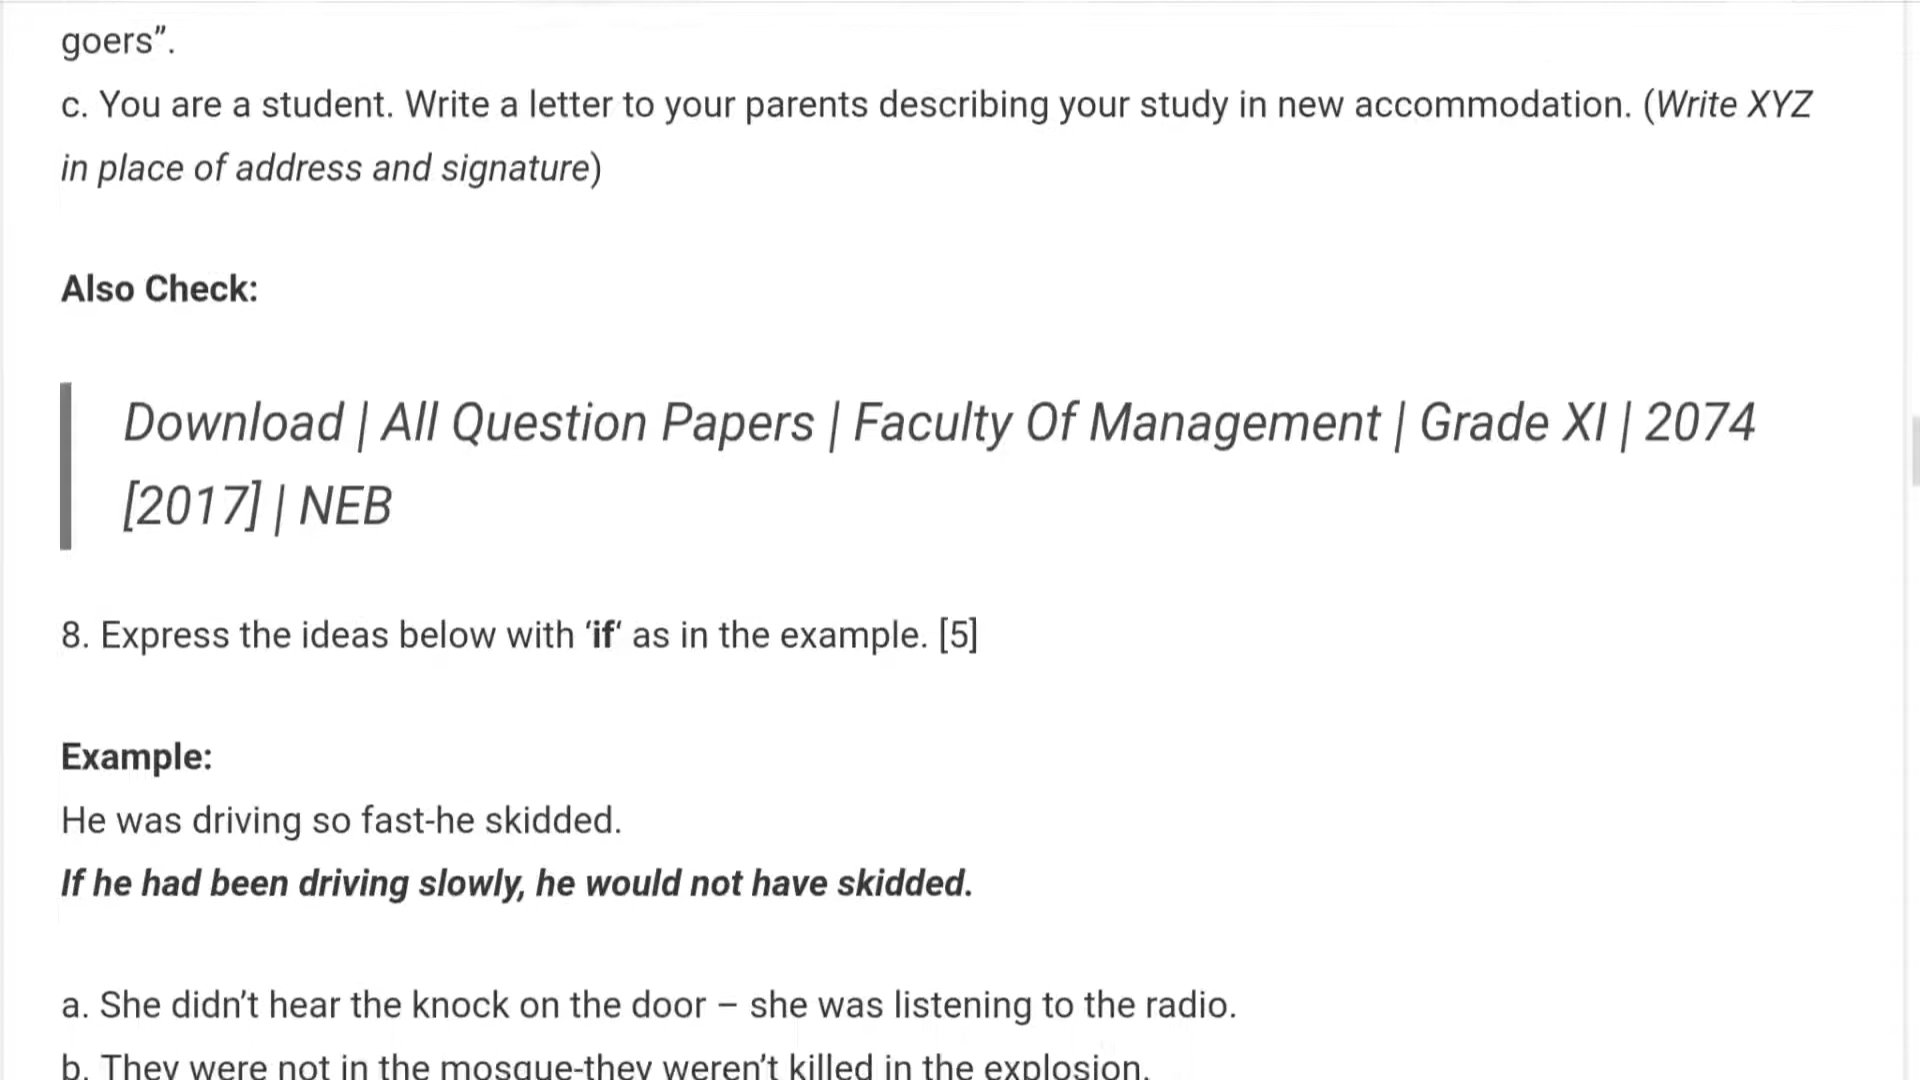 goers”.
c. You are a student. Write a letter to your parents describing your study in new accommodation. (Write XYZ
in place of address and signature)
Also Check:
Download | All Question Papers | Faculty Of Management | Grade XI | 2074
[2017] | NEB
8. Express the ideas below with ‘if‘ as in the example. [5]
Example:
He was driving so fast-he skidded.
If he had been driving slowly, he would not have skidded.
a. She didn’t hear the knock on the door – she was listening to the radio.
b. They were not in the mosque-they weren’t killed in the explosion.